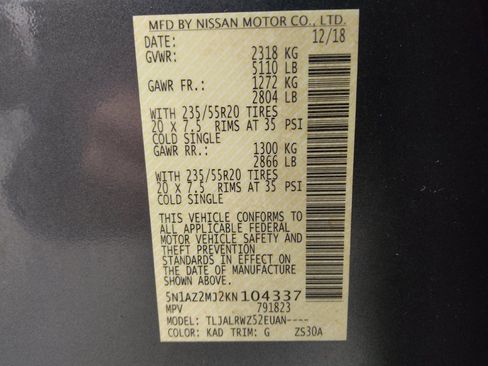 MFD BY NISSAN MOTOR CO., LTD.
DATE: 12/18
GVWR: 2318 KG
5110 LB
GAWR FR.: 1272 KG
2804 LB
WITH 235/55R20 TIRES
20 X 7.5 RIMS AT 35 PSI
COLD SINGLE
GAWR RR.: 1300 KG
2866 LB
WITH 235/55R20 TIRES
20 X 7.5 RIMS AT 35 PSI
COLD SINGLE
THIS VEHICLE CONFORMS TO
ALL APPLICABLE FEDERAL
MOTOR VEHICLE SAFETY AND
THEFT PREVENTION
STANDARDS IN EFFECT ON
THE DATE OF MANUFACTURE
SHOWN ABOVE.
5N1AZ2MJ2KN104337
MPV 791823
MODEL: TLJALRWZ52EUAN----
COLOR: KAD TRIM: G ZS30A